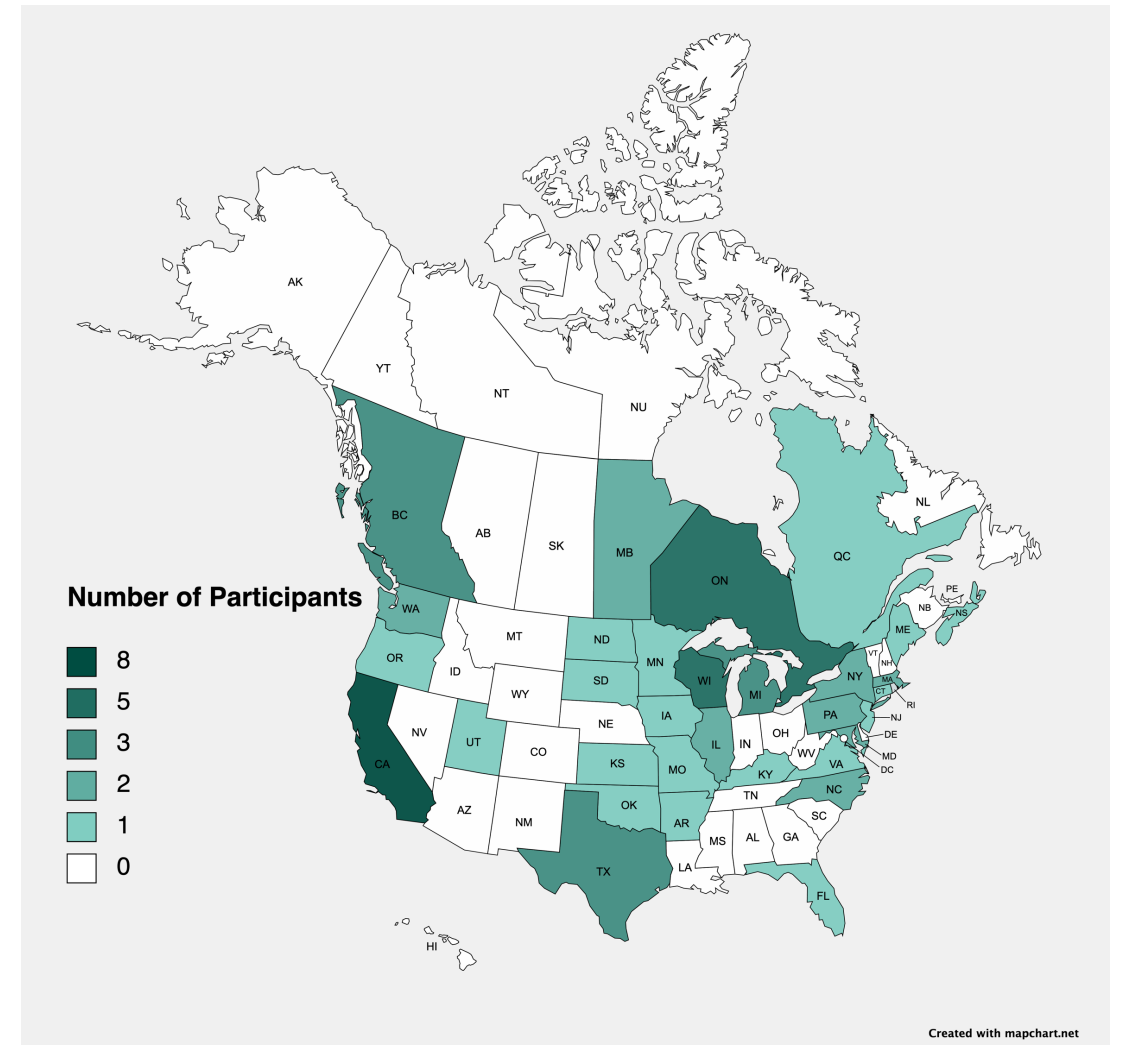 AK
YT
NT
NU
NL
BC
AB
SK
MB
ON
QC
PE
NB
NS
ME
Number of Participants
8
5
3
2
1
0
WA
MT
ND
MN
OR
ID
SD
WI
MI
NY
VT
NH
MA
CT
RI
WY
IA
PA
NJ
NE
NV
UT
CO
IL
IN
OH
WV
DE
MD
DC
CA
KS
MO
KY
VA
AZ
NM
OK
AR
TN
NC
SC
TX
LA
MS
AL
GA
FL
HI
Created with mapchart.net